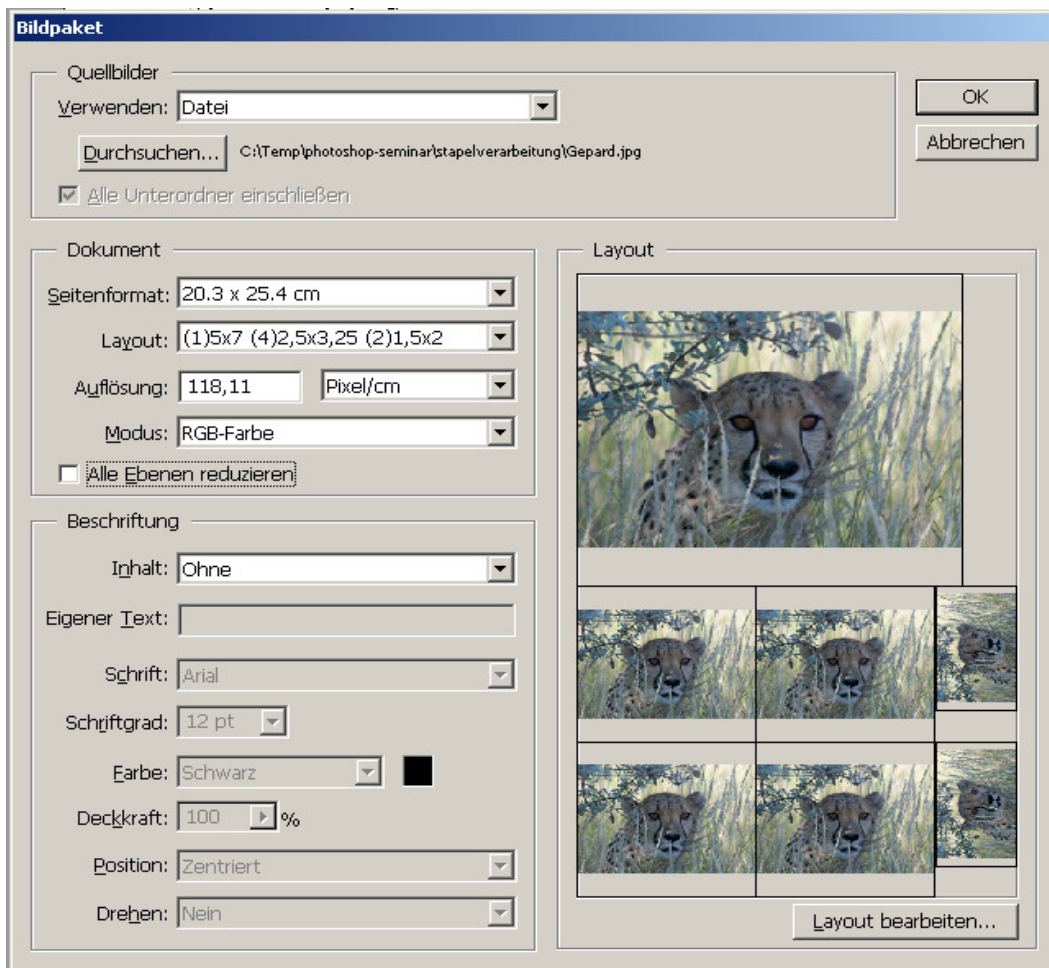 Bildpaket
Quellbilder
Verwenden: Datei
Durchsuchen... C:\Temp\photoshop-seminar\stapelverarbeitung\Gepard.jpg
Alle Unterordner einschließen
OK
Abbrechen
Dokument
Seitenformat: 20.3 x 25.4 cm
Layout: (1)5x7 (4)2,5x3,25 (2)1,5x2
Auflösung: 118,11 Pixel/cm
Modus: RGB-Farbe
Alle Ebenen reduzieren
Beschriftung
Inhalt: Ohne
Eigener Text:
Schrift: Arial
Schriftgrad: 12 pt
Farbe: Schwarz
Deckkraft: 100 %
Position: Zentriert
Drehen: Nein
Layout
Layout bearbeiten...